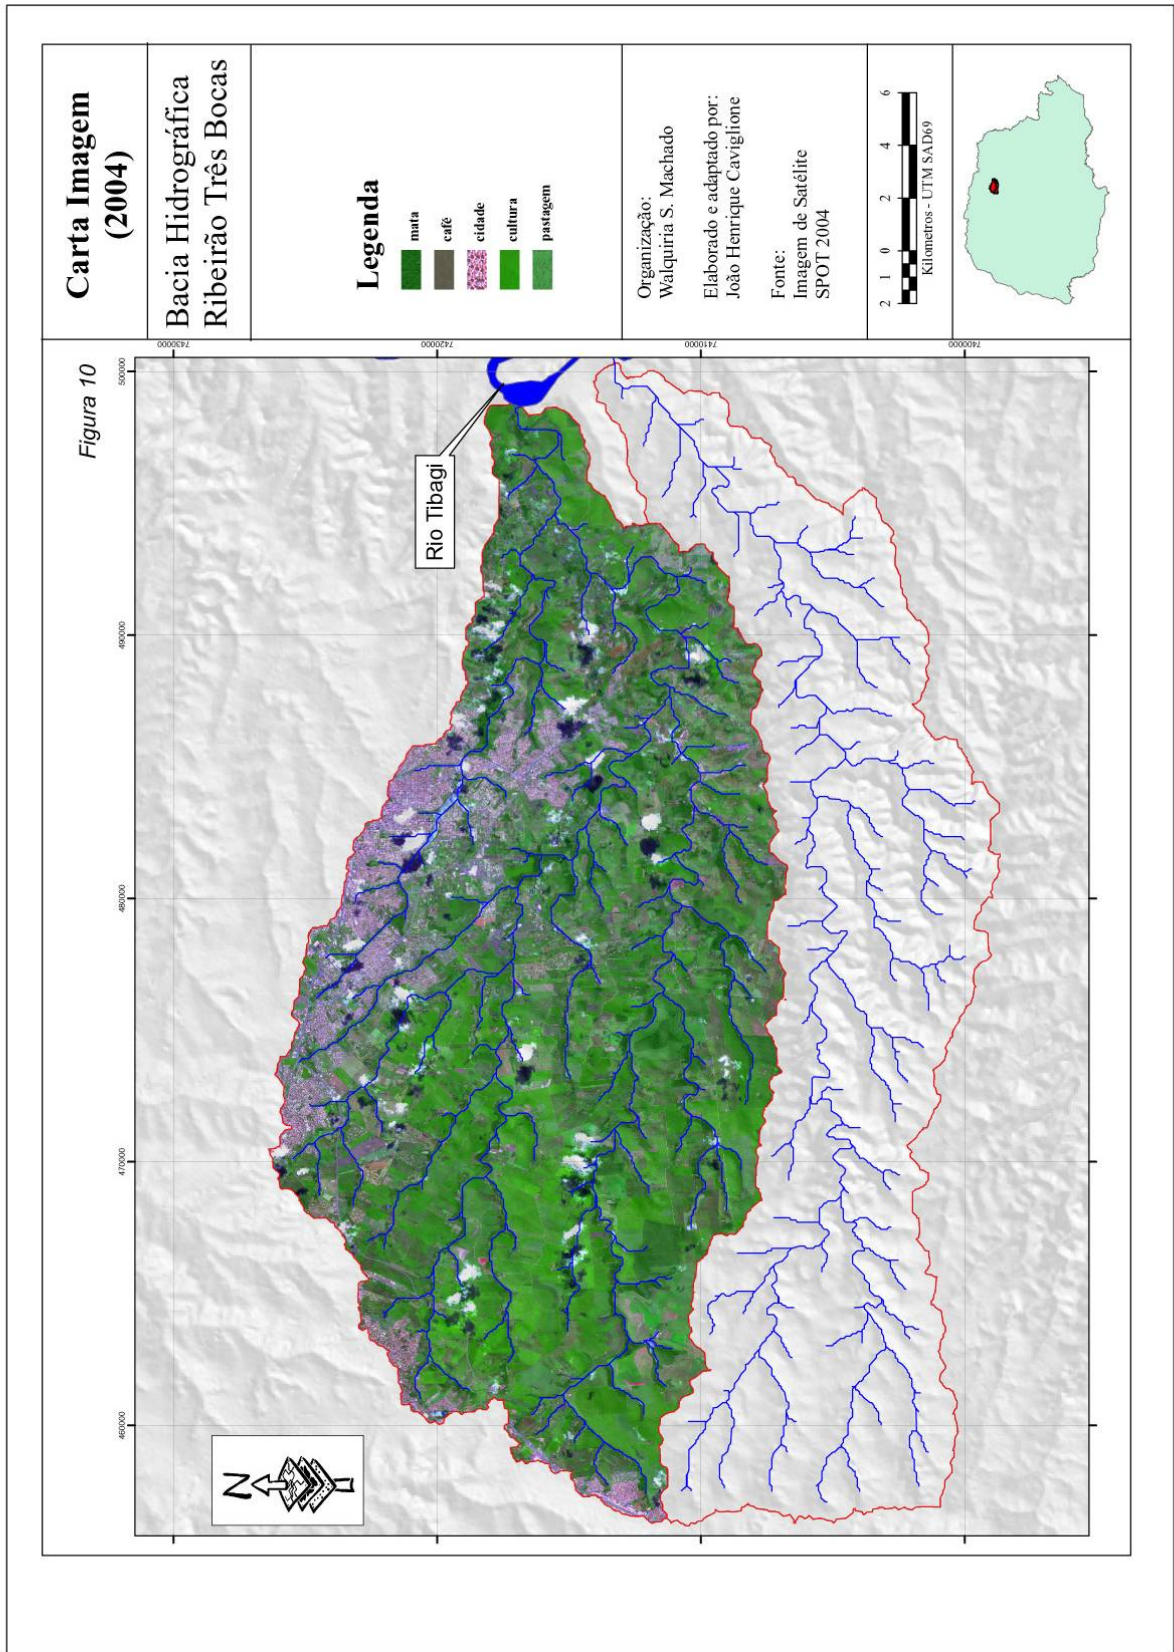 Figura 10
Carta Imagem
(2004)
Bacia Hidrográfica
Ribeirão Três Bocas
Legenda
mata
café
cidade
cultura
pastagem
Organização:
Walquiria S. Machado
Elaborado e adaptado por:
João Henrique Caviglione
Fonte:
Imagem de Satélite
SPOT 2004
2 1 0 2 4 6
Kilometros - UTM SAD69
N
Rio Tibagi
460000
470000
480000
490000
500000
7430000
7420000
7410000
7400000